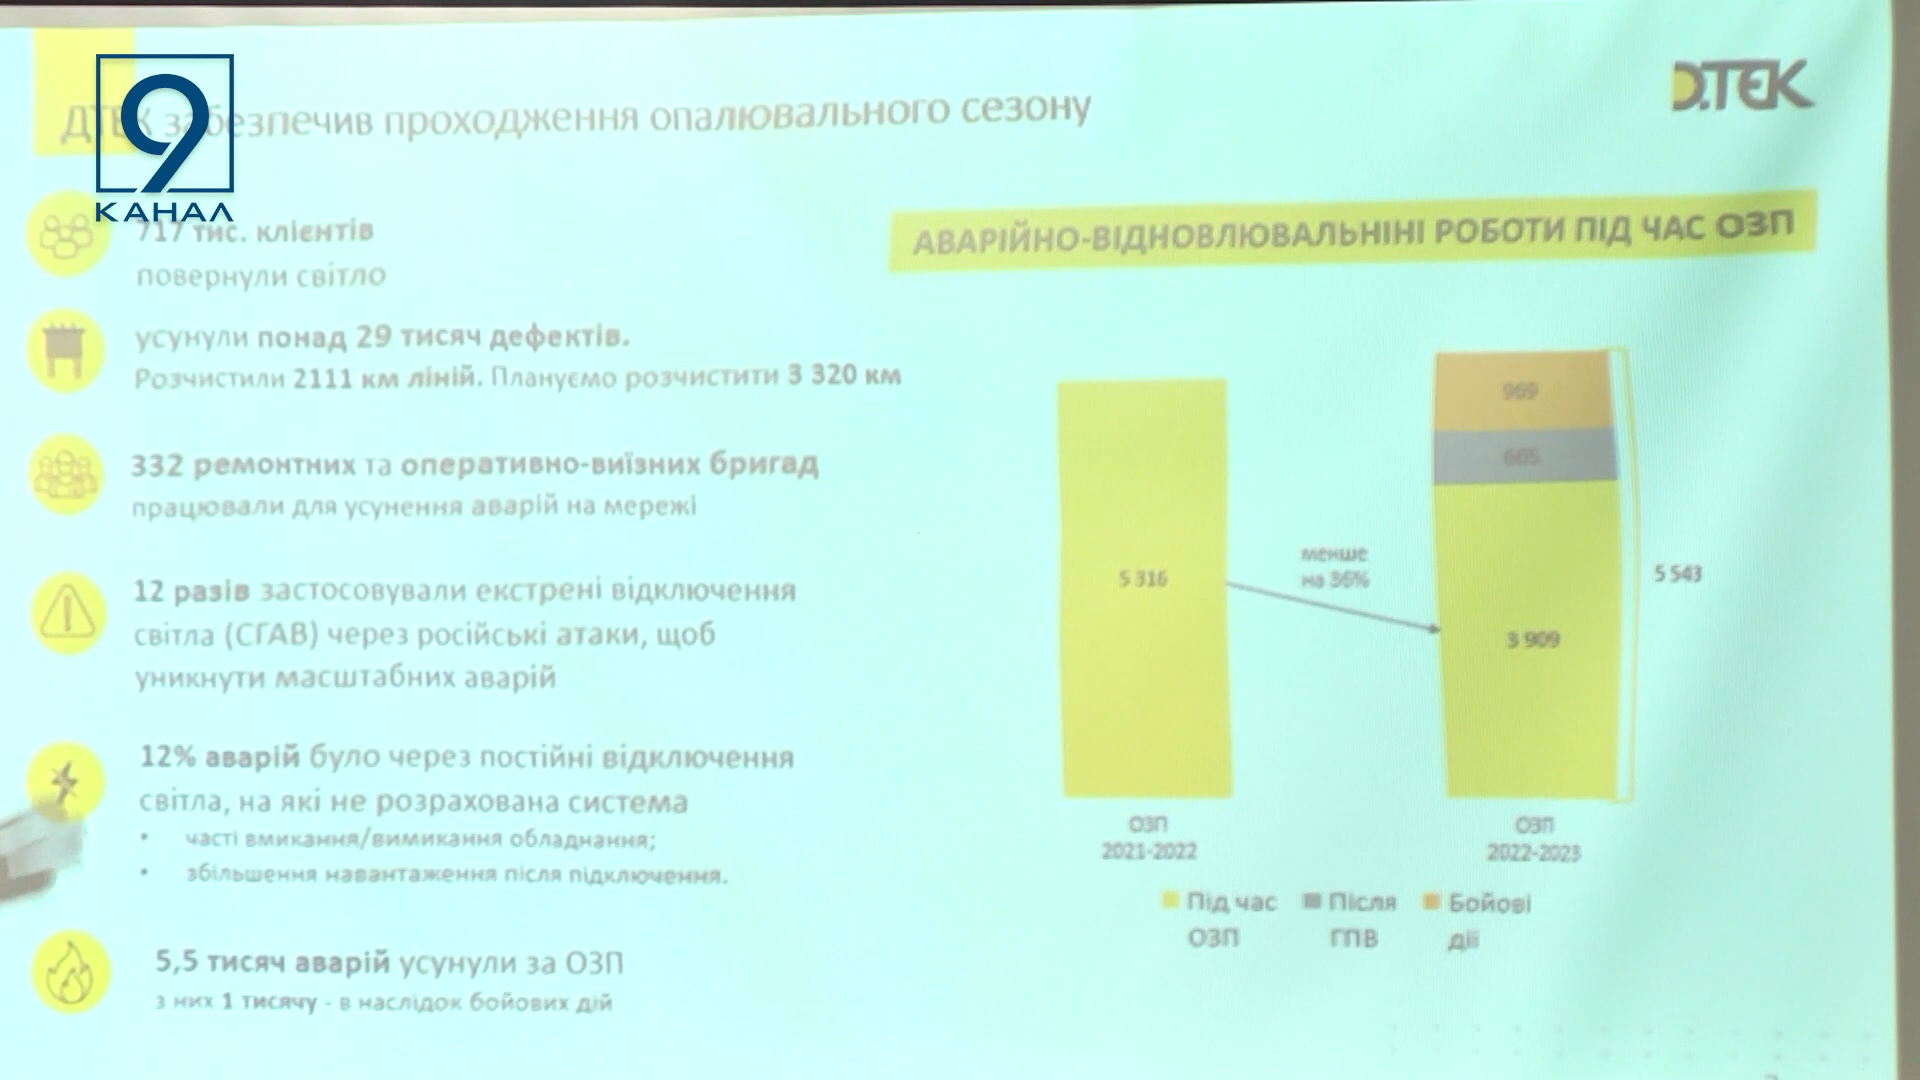 9
КАНАЛ
ДТЕК забезпечив проходження опалювального сезону
ДТЕК
717 тис. клієнтів
повернули світло
усунули понад 29 тисяч дефектів.
Розчистили 2111 км ліній. Плануємо розчистити 3 320 км
332 ремонтних та оперативно-виїзних бригад
працювали для усунення аварій на мережі
12 разів застосовували екстрені відключення
світла (СГАВ) через російські атаки, щоб
уникнути масштабних аварій
12% аварій було через постійні відключення
світла, на які не розрахована система
• часті вмикання/вимикання обладнання;
• збільшення навантаження після підключення.
5,5 тисяч аварій усунули за ОЗП
з них 1 тисячу - в наслідок бойових дій
АВАРІЙНО-ВІДНОВЛЮВАЛЬНІНІ РОБОТИ ПІД ЧАС ОЗП
969
665
5 316
менше
на 36%
3 909
5 543
ОЗП
2021-2022
ОЗП
2022-2023
Під час
ОЗП
Після
ГПВ
Бойові
дії